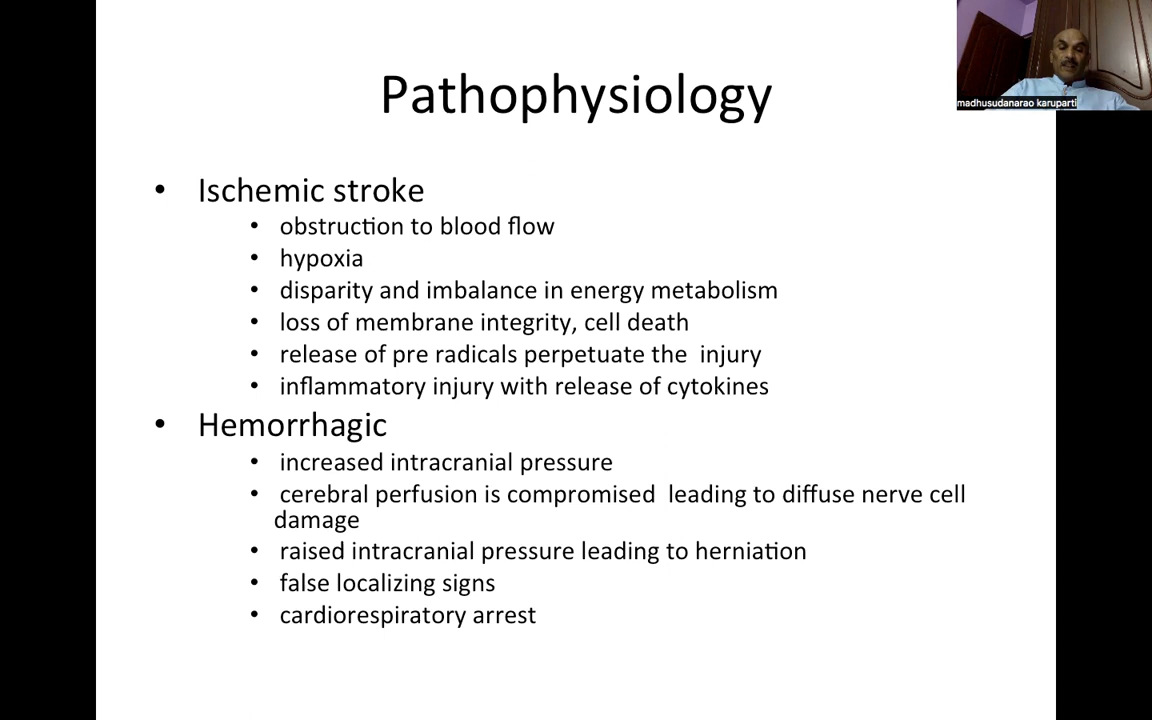 Pathophysiology
madhusudanarao karuparti
• Ischemic stroke
• obstruction to blood flow
• hypoxia
• disparity and imbalance in energy metabolism
• loss of membrane integrity, cell death
• release of pre radicals perpetuate the  injury
• inflammatory injury with release of cytokines
• Hemorrhagic
• increased intracranial pressure
• cerebral perfusion is compromised  leading to diffuse nerve cell
damage
• raised intracranial pressure leading to herniation
• false localizing signs
• cardiorespiratory arrest